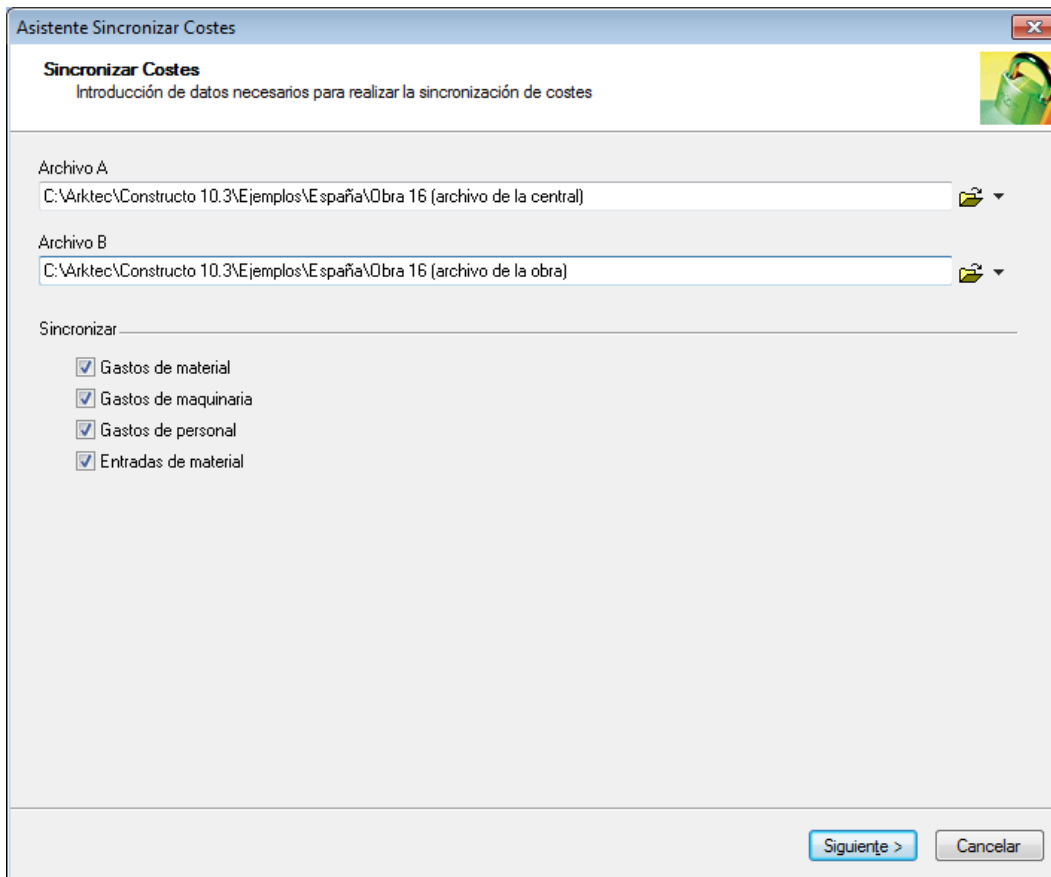 Asistente Sincronizar Costes
Sincronizar Costes
Introducción de datos necesarios para realizar la sincronización de costes
Archivo A
C:\Arktec\Constructo 10.3\Ejemplos\España\Obra 16 (archivo de la central)
Archivo B
C:\Arktec\Constructo 10.3\Ejemplos\España\Obra 16 (archivo de la obra)
Sincronizar
Gastos de material
Gastos de maquinaria
Gastos de personal
Entradas de material
Siguiente > Cancelar